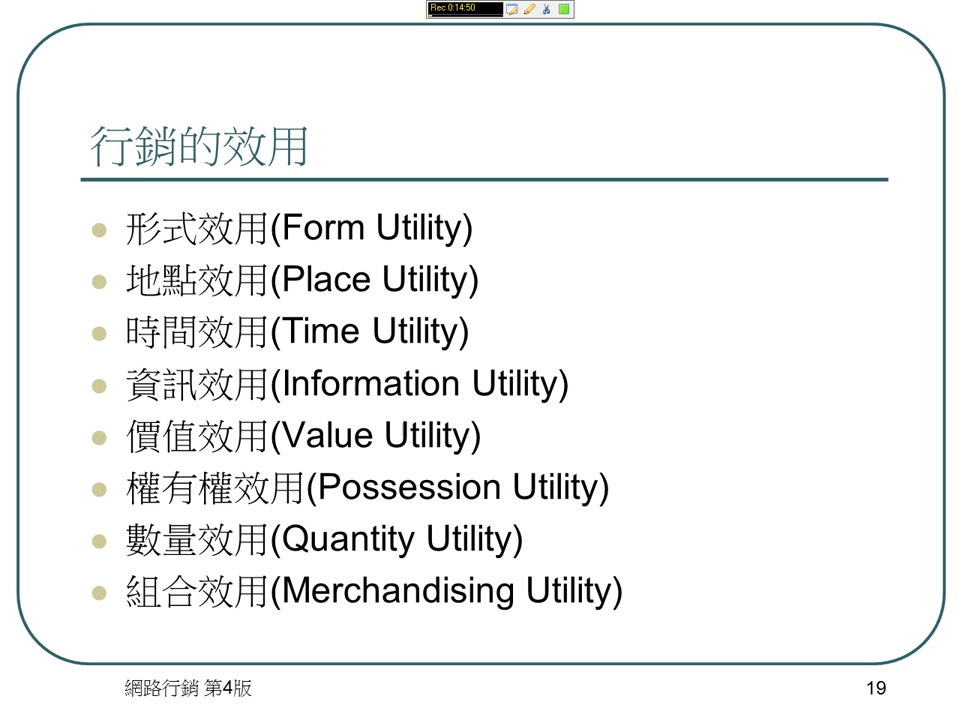 Rec 0:14:50
行銷的效用
形式效用(Form Utility)
地點效用(Place Utility)
時間效用(Time Utility)
資訊效用(Information Utility)
價值效用(Value Utility)
權有權效用(Possession Utility)
數量效用(Quantity Utility)
組合效用(Merchandising Utility)
網路行銷 第4版
19